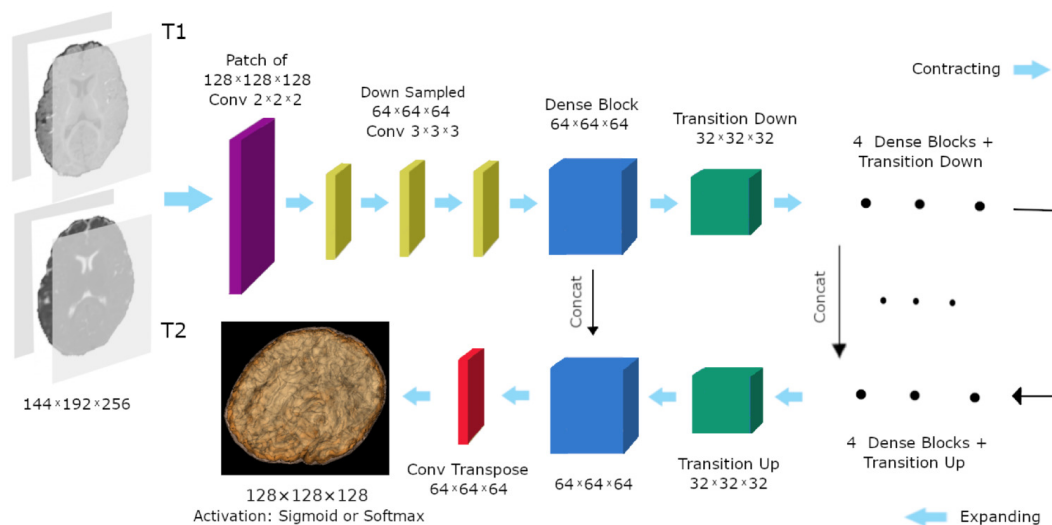 T1
T2
144×192×256
Patch of
128×128×128
Conv 2×2×2
Down Sampled
64×64×64
Conv 3×3×3
Dense Block
64×64×64
Transition Down
32×32×32
Contracting
4 Dense Blocks +
Transition Down
Concat
Concat
128×128×128
Activation: Sigmoid or Softmax
Conv Transpose
64×64×64
64×64×64
Transition Up
32×32×32
4 Dense Blocks +
Transition Up
Expanding